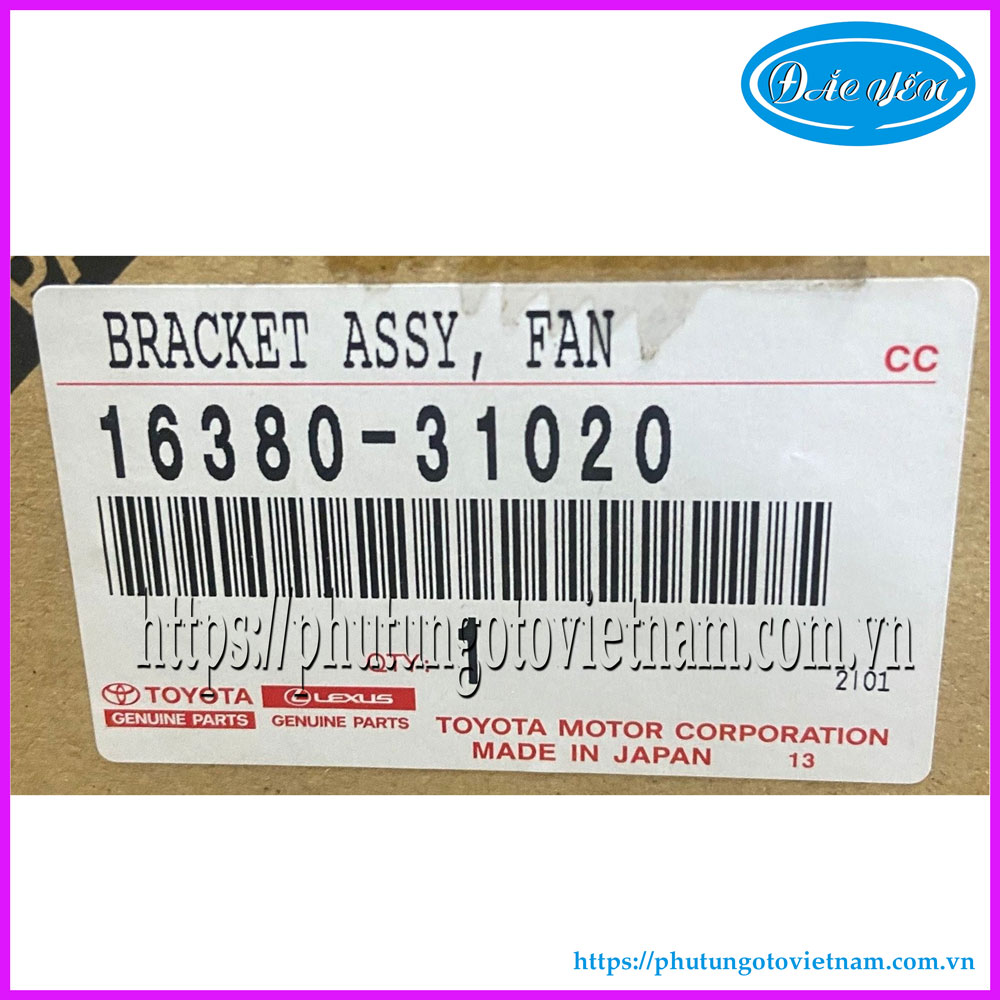 ĐẮC YẾN
BRACKET ASSY, FAN
CC
16380-31020
https://phutungotovietnam.com.vn
QTY: 1
2101
TOYOTA
GENUINE PARTS
LEXUS
GENUINE PARTS
TOYOTA MOTOR CORPORATION
MADE IN JAPAN
13
https://phutungotovietnam.com.vn